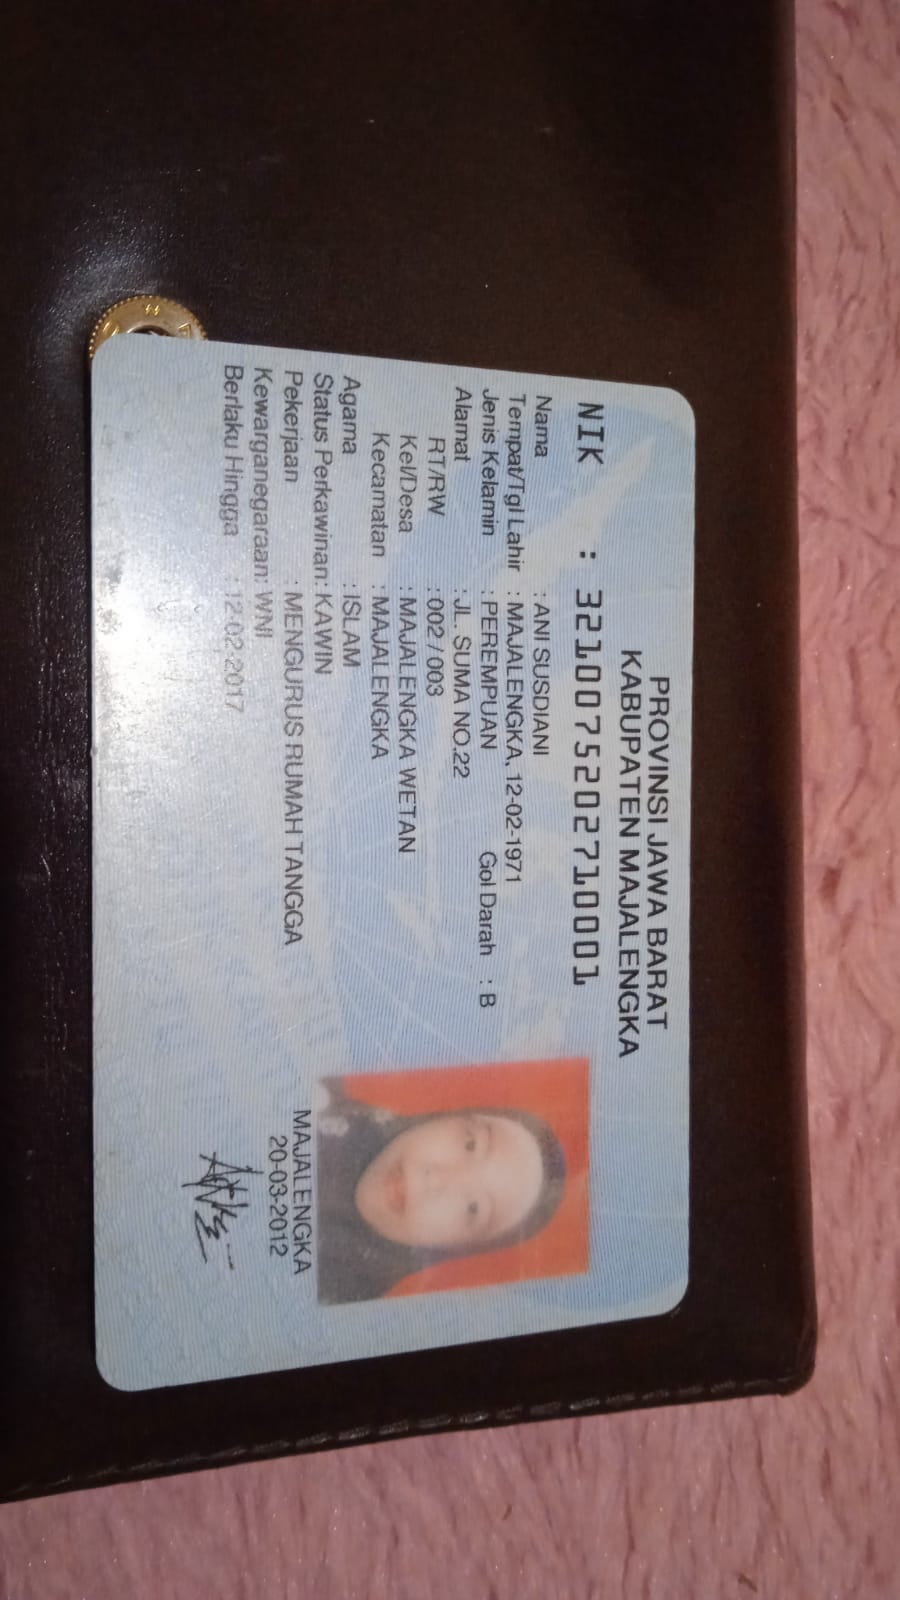 PROVINSI JAWA BARAT
KABUPATEN MAJALENGKA
NIK : 3210075202710001
Nama : ANI SUSDIANI
Tempat/Tgl Lahir : MAJALENGKA, 12-02-1971
Jenis Kelamin : PEREMPUAN Gol Darah : B
Alamat : JL. SUMA NO.22
RT/RW : 002 / 003
Kel/Desa : MAJALENGKA WETAN
Kecamatan : MAJALENGKA
Agama : ISLAM
Status Perkawinan: KAWIN
Pekerjaan : MENGURUS RUMAH TANGGA
Kewarganegaraan: WNI
Berlaku Hingga : 12-02-2017
MAJALENGKA
20-03-2012